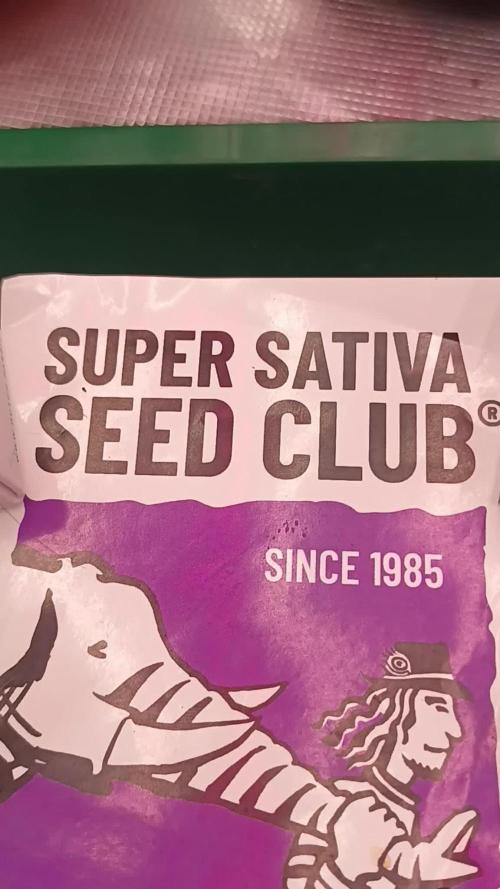 SUPER SATIVA
SEED CLUB®
SINCE 1985